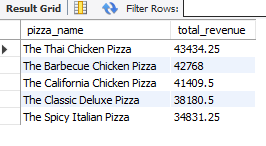 Result Grid Filter Rows:
pizza_name total_revenue
The Thai Chicken Pizza 43434.25
The Barbecue Chicken Pizza 42768
The California Chicken Pizza 41409.5
The Classic Deluxe Pizza 38180.5
The Spicy Italian Pizza 34831.25